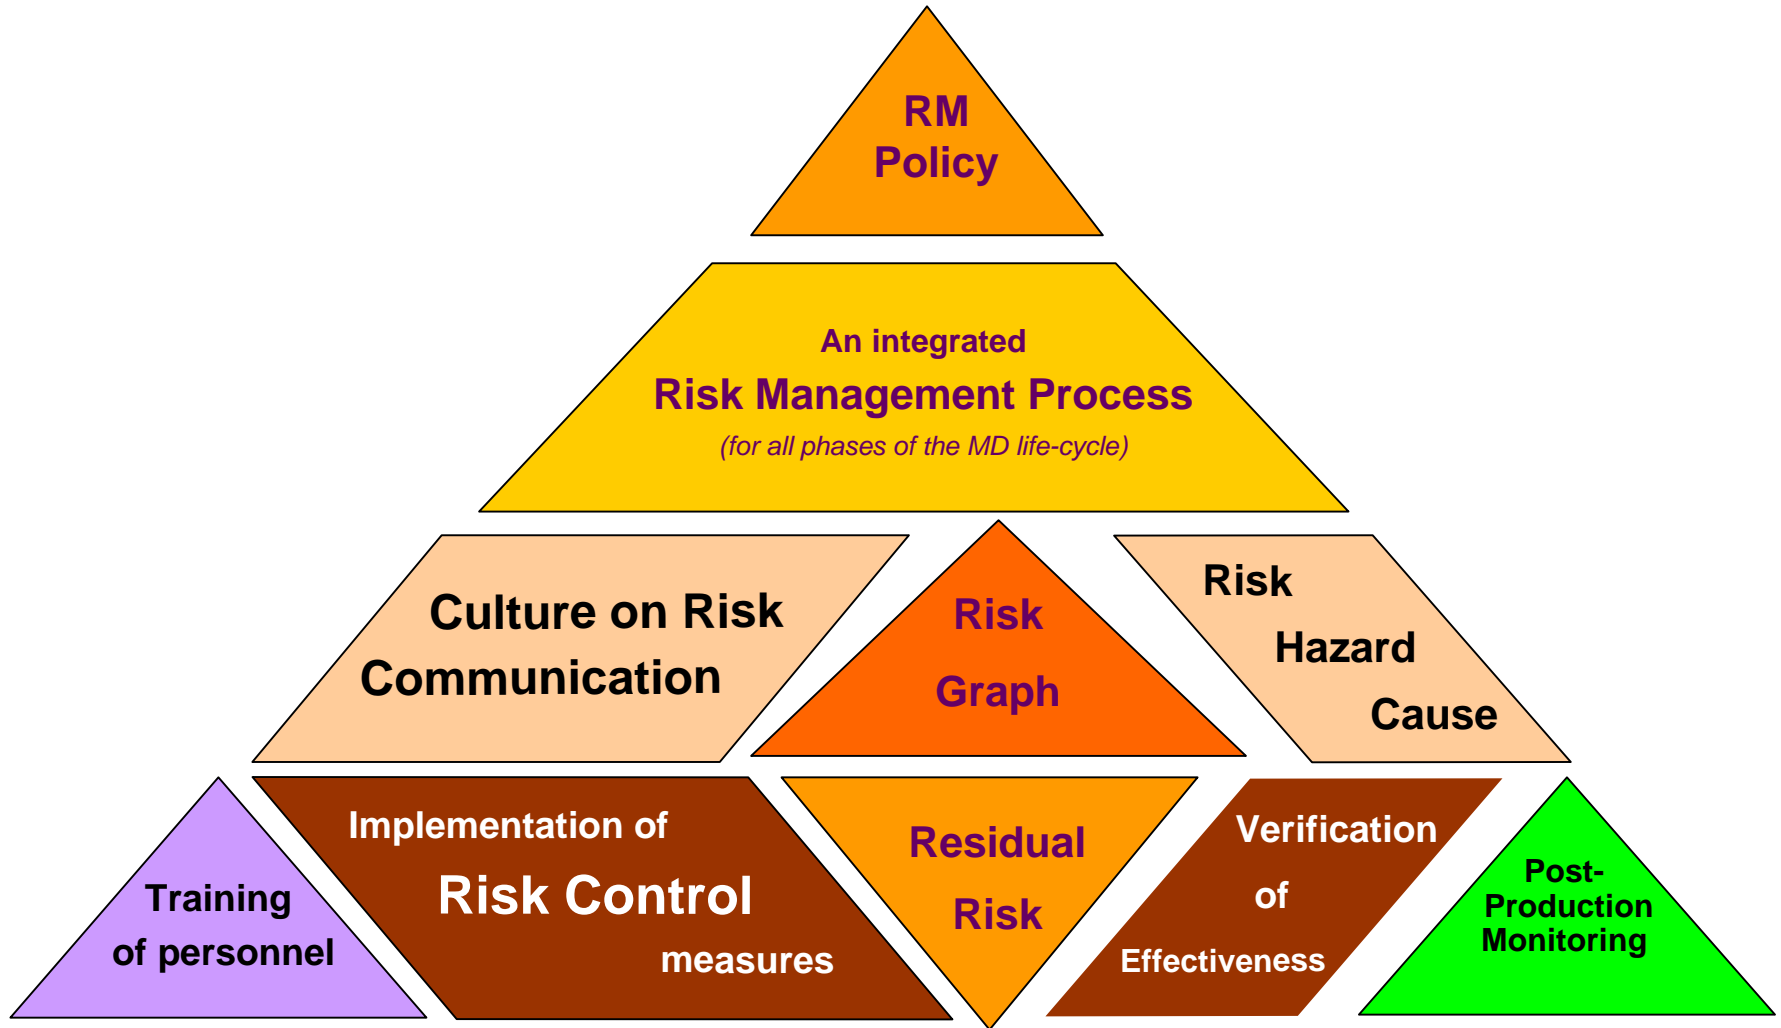 RM
Policy
An integrated
Risk Management Process
(for all phases of the MD life-cycle)
Culture on Risk
Communication
Risk
Graph
Risk
Hazard
Cause
Training
of personnel
Implementation of
Risk Control
measures
Residual
Risk
Verification
of
Effectiveness
Post-
Production
Monitoring